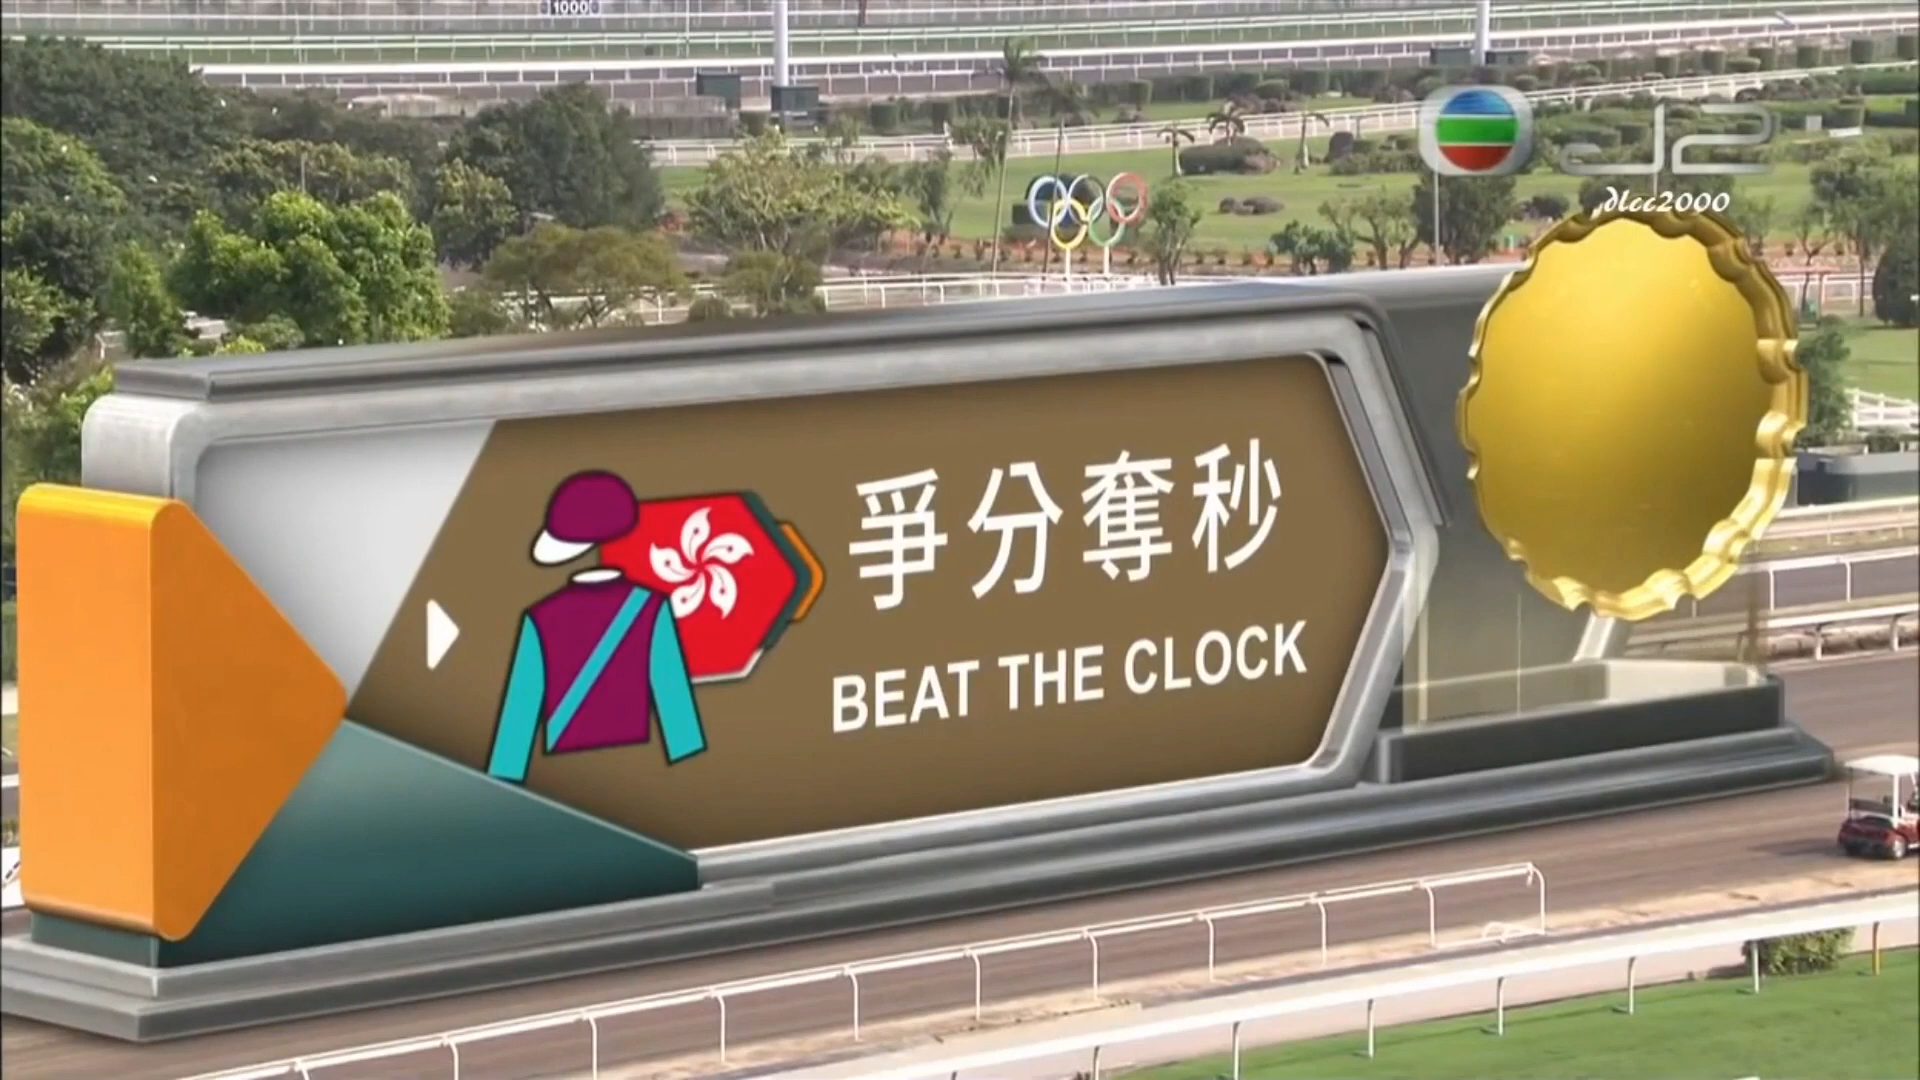 1000
J2
dlcc2000
爭分奪秒
BEAT THE CLOCK